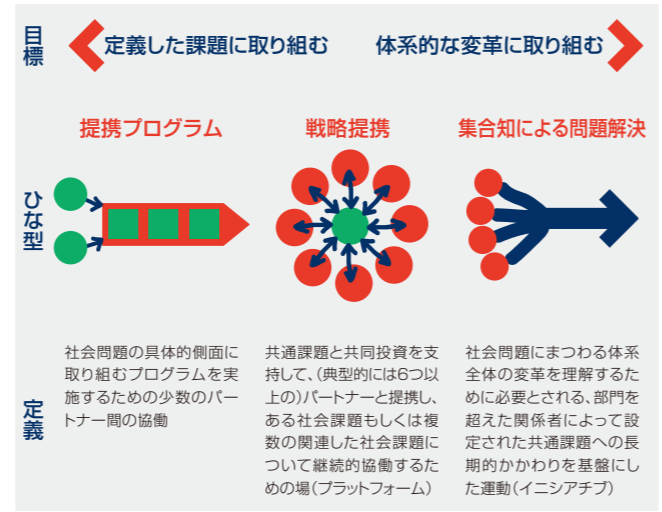 目標
定義した課題に取り組む
体系的な変革に取り組む
ひな型
提携プログラム
戦略提携
集合知による問題解決
定義
社会問題の具体的側面に
取り組むプログラムを実
施するための少数のパー
トナー間の協働
共通課題と共同投資を支
持して、(典型的には6つ以
上の)パートナーと提携し、
ある社会課題もしくは複
数の関連した社会課題に
ついて継続的協働するた
めの場(プラットフォーム)
社会問題にまつわる体系
全体の変革を理解するた
めに必要とされる、部門を
超えた関係者によって設
定された共通課題への長
期的かかわりを基盤にし
た運動(イニシアチブ)